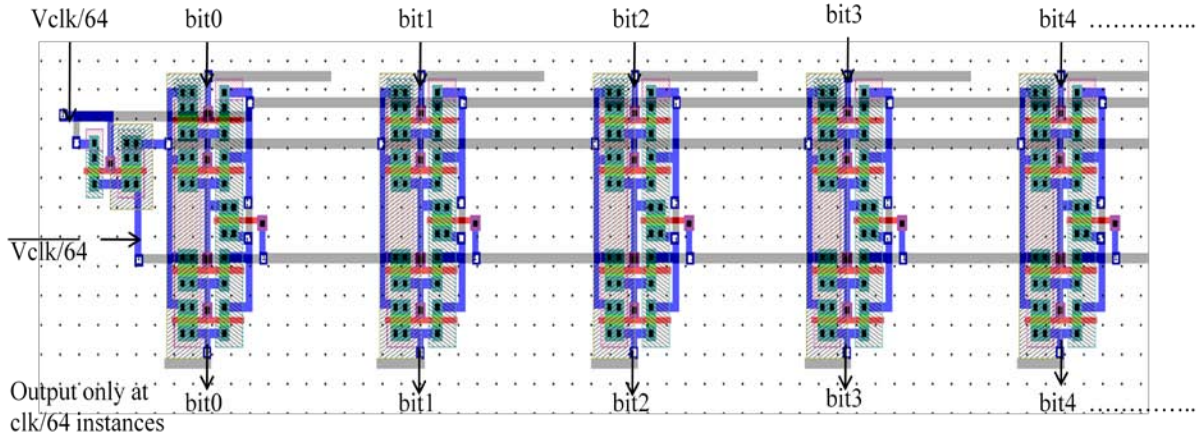 Vclk/64 bit0 bit1 bit2 bit3 bit4 …………..
Vclk/64
Output only at
clk/64 instances
bit0 bit1 bit2 bit3 bit4 …………..